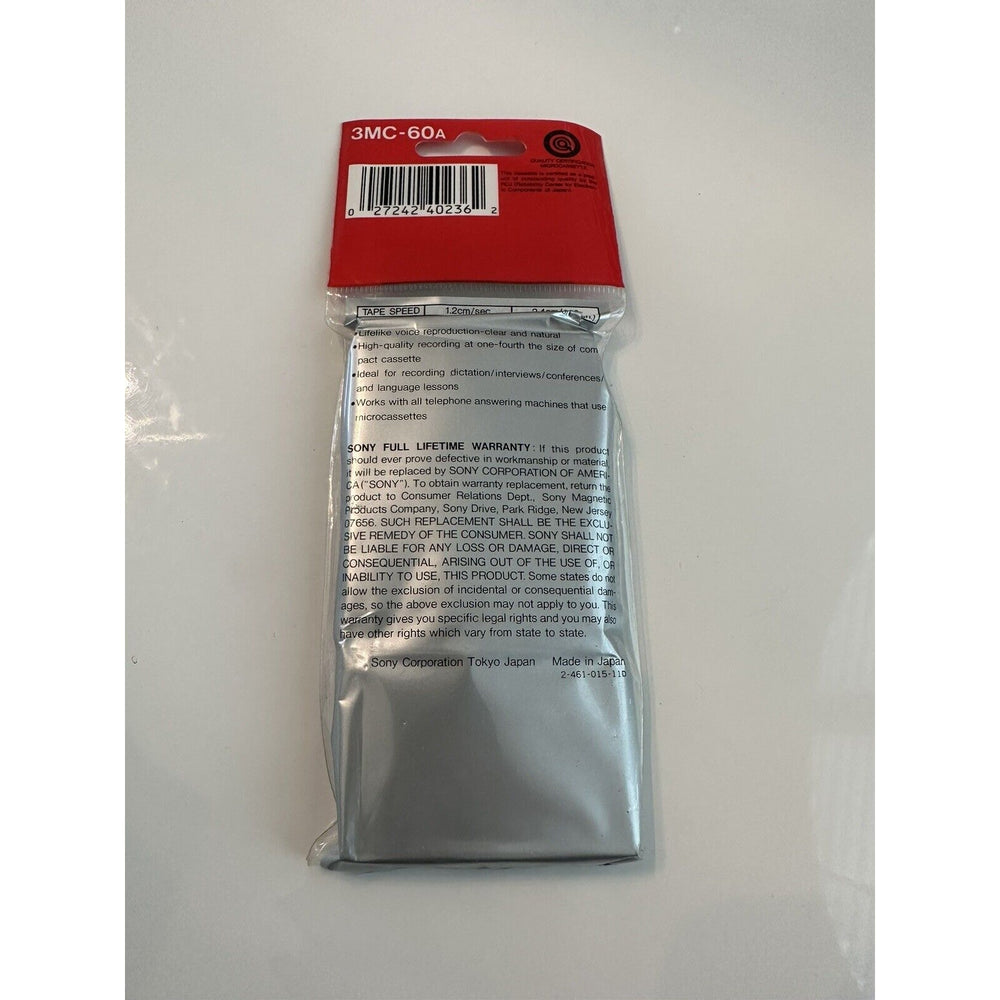 3MC-60A
QUALITY CERTIFICATION
MICROCASSETTE
0 27242 40236 2
TAPE SPEED 1.2cm/sec
•Lifelike voice reproduction-clear and natural
•High-quality recording at one-fourth the size of com
pact cassette
•Ideal for recording dictation/interviews/conferences/
and language lessons
•Works with all telephone answering machines that use
microcassettes
SONY FULL LIFETIME WARRANTY: If this product
should ever prove defective in workmanship or material,
it will be replaced by SONY CORPORATION OF AMERI-
CA ("SONY"). To obtain warranty replacement, return the
product to Consumer Relations Dept., Sony Magnetic
Products Company, Sony Drive, Park Ridge, New Jersey
07656. SUCH REPLACEMENT SHALL BE THE EXCLU-
SIVE REMEDY OF THE CONSUMER. SONY SHALL NOT
BE LIABLE FOR ANY LOSS OR DAMAGE, DIRECT OR
CONSEQUENTIAL, ARISING OUT OF THE USE OF, OR
INABILITY TO USE, THIS PRODUCT. Some states do not
allow the exclusion of incidental or consequential dam-
ages, so the above exclusion may not apply to you. This
warranty gives you specific legal rights and you may also
have other rights which vary from state to state.
Sony Corporation Tokyo Japan Made in Japan
2-461-015-11D